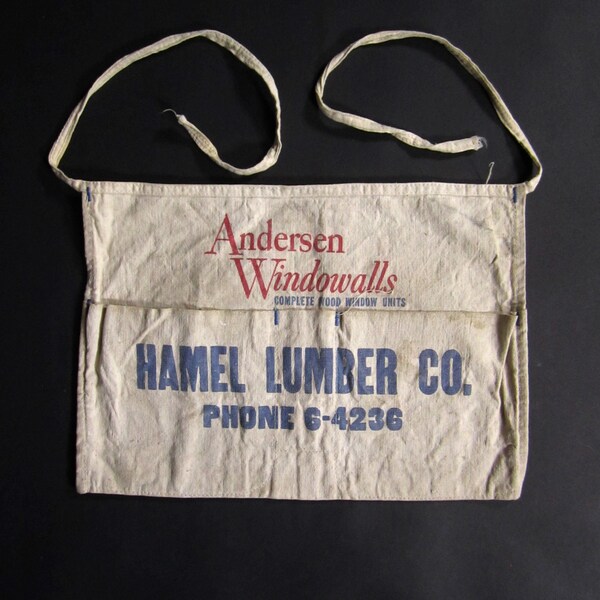 Andersen
Windowalls
COMPLETE WOOD WINDOW UNITS
HAMEL LUMBER CO.
PHONE 6-4236